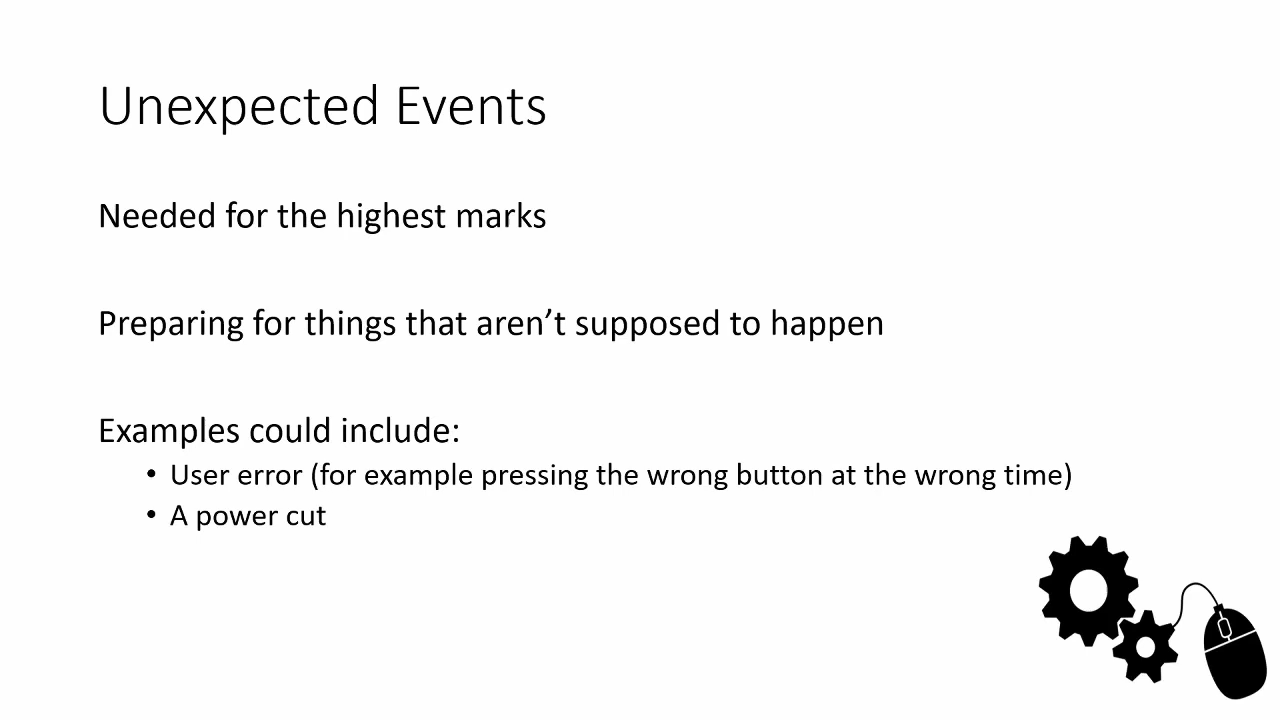 Unexpected Events
Needed for the highest marks
Preparing for things that aren’t supposed to happen
Examples could include:
• User error (for example pressing the wrong button at the wrong time)
• A power cut